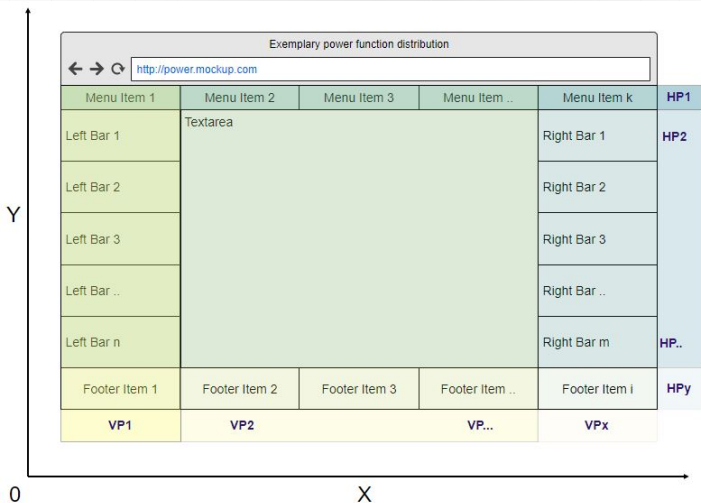 Exemplary power function distribution
http://power.mockup.com
Menu Item 1 Menu Item 2 Menu Item 3 Menu Item .. Menu Item k HP1
Left Bar 1 Textarea Right Bar 1 HP2
Left Bar 2 Right Bar 2
Y
Left Bar 3 Right Bar 3
Left Bar .. Right Bar ..
Left Bar n Right Bar m HP..
Footer Item 1 Footer Item 2 Footer Item 3 Footer Item .. Footer Item i HPy
VP1 VP2 VP... VPx
0 X